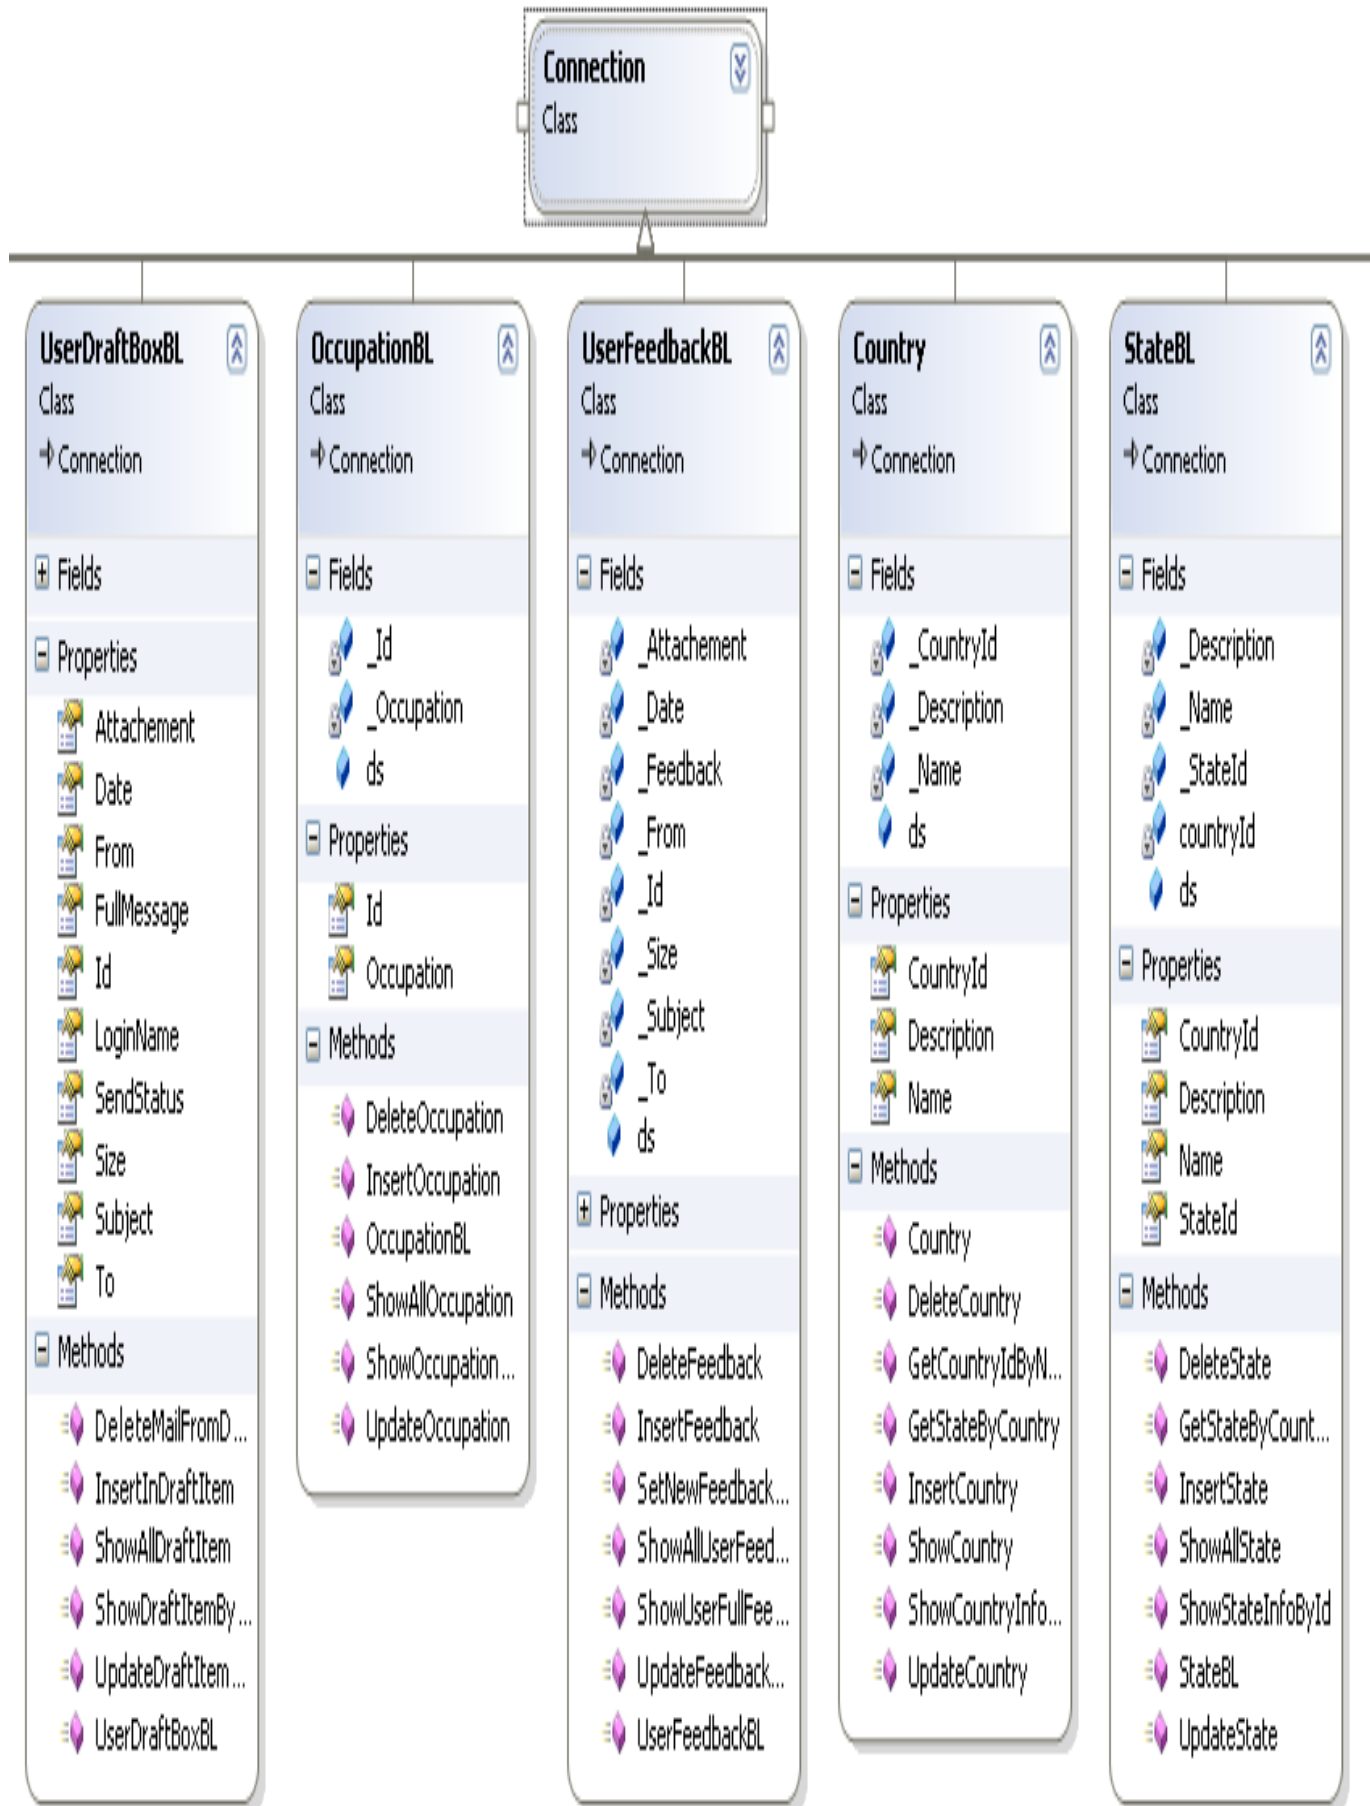 Connection
Class
UserDraftBoxBL
Class
Connection
Fields
Properties
Attachement
Date
From
FullMessage
Id
LoginName
SendStatus
Size
Subject
To
Methods
DeleteMailFromD...
InsertInDraftItem
ShowAllDraftItem
ShowDraftItemBy...
UpdateDraftItem...
UserDraftBoxBL
OccupationBL
Class
Connection
Fields
_Id
_Occupation
ds
Properties
Id
Occupation
Methods
DeleteOccupation
InsertOccupation
OccupationBL
ShowAllOccupation
ShowOccupation...
UpdateOccupation
UserFeedbackBL
Class
Connection
Fields
_Attachement
_Date
_Feedback
_From
_Id
_Size
_Subject
_To
ds
Properties
Methods
DeleteFeedback
InsertFeedback
SetNewFeedback...
ShowAllUserFeed...
ShowUserFullFee...
UpdateFeedback...
UserFeedbackBL
Country
Class
Connection
Fields
_CountryId
_Description
_Name
ds
Properties
CountryId
Description
Name
Methods
Country
DeleteCountry
GetCountryIdByN...
GetStateByCountry
InsertCountry
ShowCountry
ShowCountryInfo...
UpdateCountry
StateBL
Class
Connection
Fields
_Description
_Name
_StateId
countryId
ds
Properties
CountryId
Description
Name
StateId
Methods
DeleteState
GetStateByCount...
InsertState
ShowAllState
ShowStateInfoById
StateBL
UpdateState